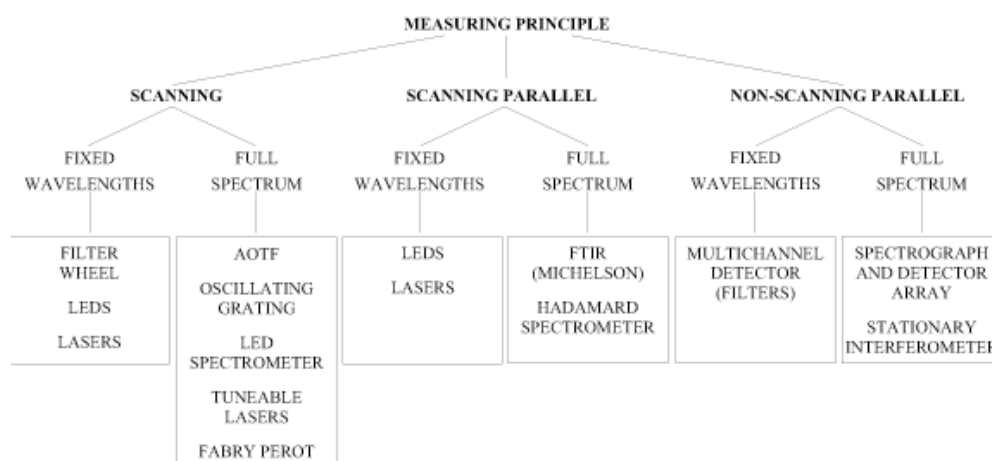 MEASURING PRINCIPLE
SCANNING
SCANNING PARALLEL
NON-SCANNING PARALLEL
FIXED
WAVELENGTHS
FULL
SPECTRUM
FIXED
WAVELENGTHS
FULL
SPECTRUM
FIXED
WAVELENGTHS
FULL
SPECTRUM
FILTER
WHEEL
LEDS
LASERS
AOTF
OSCILLATING
GRATING
LED
SPECTROMETER
TUNEABLE
LASERS
FABRY PEROT
LEDS
LASERS
FTIR
(MICHELSON)
HADAMARD
SPECTROMETER
MULTICHANNEL
DETECTOR
(FILTERS)
SPECTROGRAPH
AND DETECTOR
ARRAY
STATIONARY
INTERFEROMETER